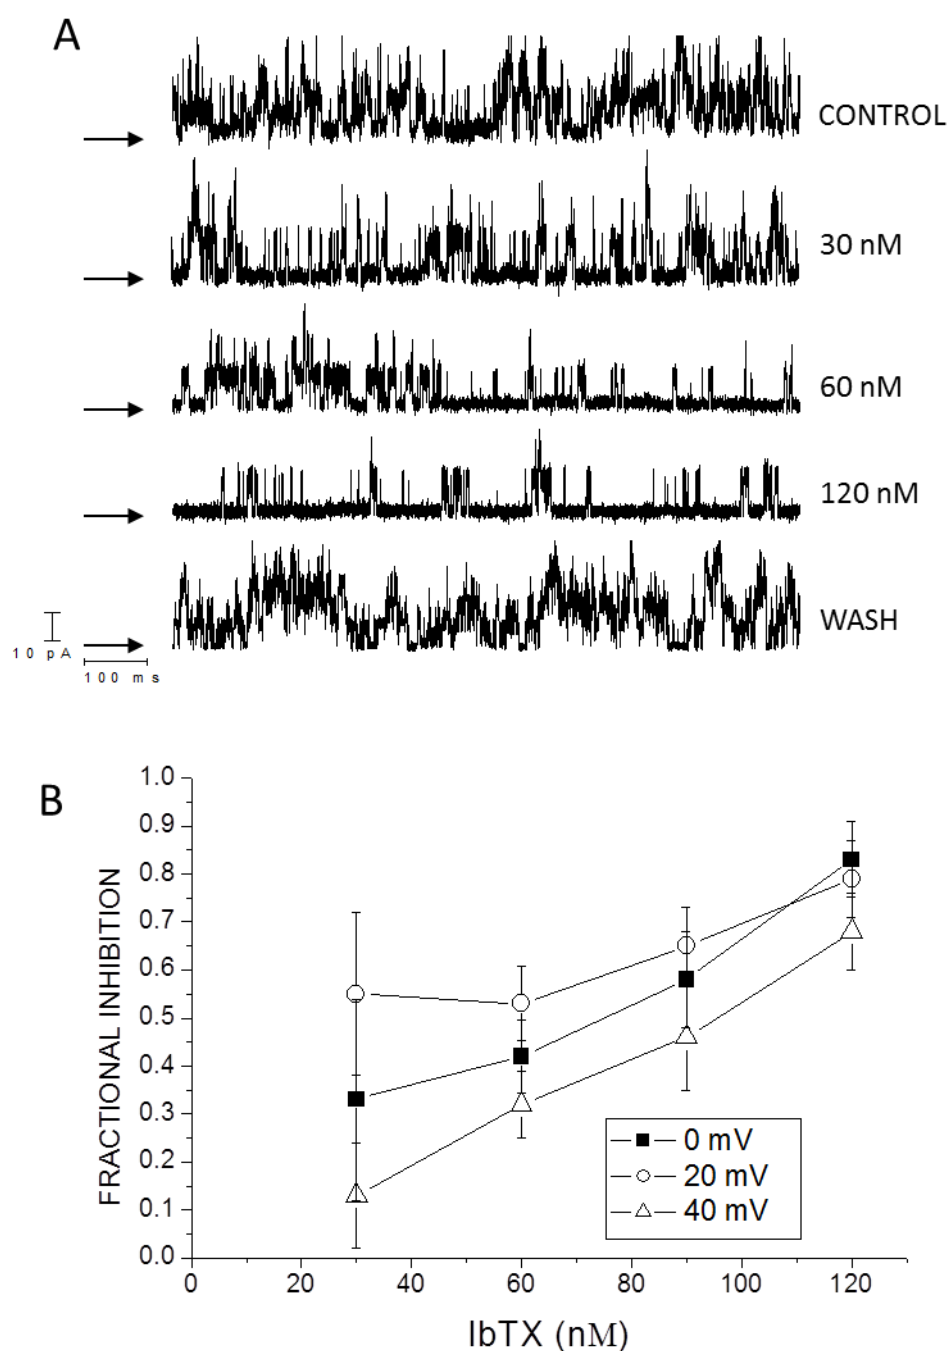 A
CONTROL
30 nM
60 nM
120 nM
WASH
10 pA
100 ms
B
1.0
0.9
0.8
0.7
0.6
0.5
0.4
0.3
0.2
0.1
0.0
FRACTIONAL INHIBITION
0 mV
20 mV
40 mV
0 20 40 60 80 100 120
IbTX (nM)